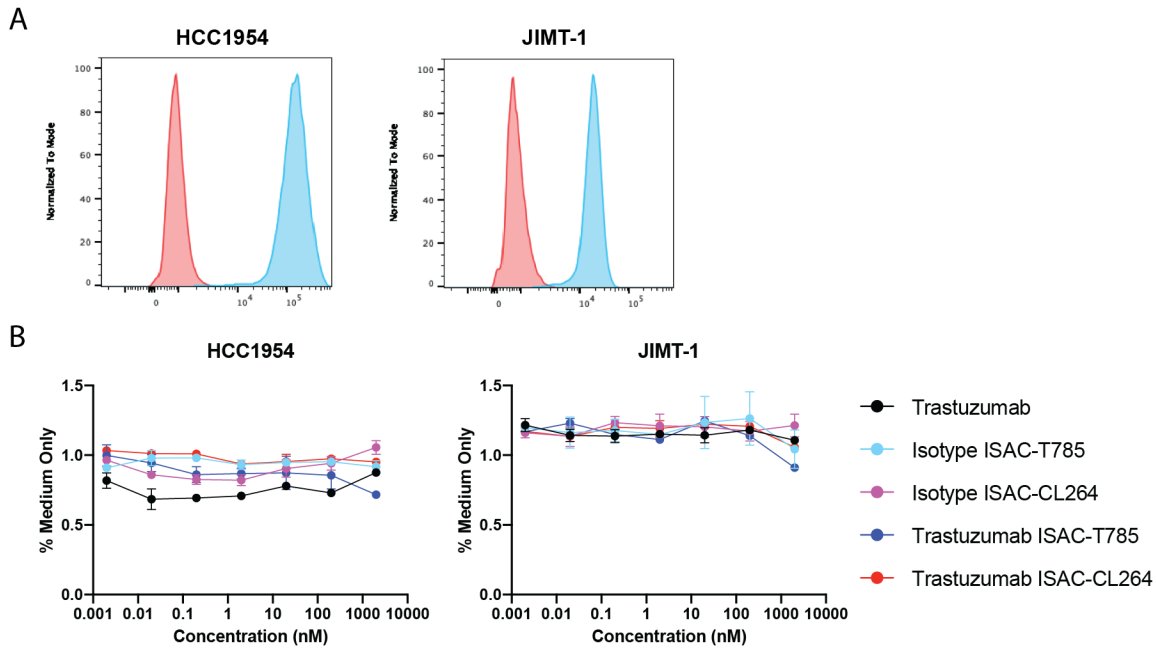 A
HCC1954
JIMT-1
Normalized To Mode
100
80
60
40
20
0
0
10^4
10^5
Normalized To Mode
100
80
60
40
20
0
0
10^4
10^5
B
HCC1954
JIMT-1
% Medium Only
1.5
1.0
0.5
0.0
0.001 0.01 0.1 1 10 100 1000 10000
Concentration (nM)
% Medium Only
1.5
1.0
0.5
0.0
0.001 0.01 0.1 1 10 100 1000 10000
Concentration (nM)
Trastuzumab
Isotype ISAC-T785
Isotype ISAC-CL264
Trastuzumab ISAC-T785
Trastuzumab ISAC-CL264